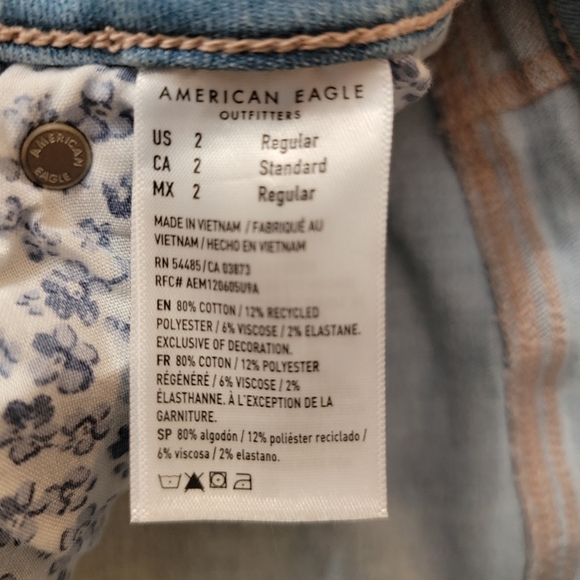 AMERICAN EAGLE
OUTFITTERS
US 2 Regular
CA 2 Standard
MX 2 Regular
MADE IN VIETNAM / FABRIQUÉ AU
VIETNAM / HECHO EN VIETNAM
RN 54485 / CA 03873
RFC# AEM120605U9A
EN 80% COTTON / 12% RECYCLED
POLYESTER / 6% VISCOSE / 2% ELASTANE.
EXCLUSIVE OF DECORATION.
FR 80% COTON / 12% POLYESTER
RÉGÉNÉRÉ / 6% VISCOSE / 2%
ÉLASTHANNE. À L'EXCEPTION DE LA
GARNITURE.
SP 80% algodón / 12% poliéster reciclado /
6% viscosa / 2% elastano.
AMERICAN
EAGLE